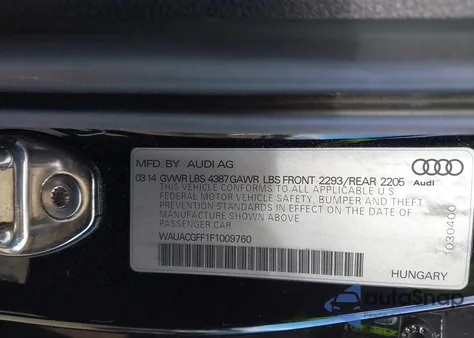 MFD. BY AUDI AG
03 14 GVWR LBS 4387 GAWR LBS FRONT 2293/REAR 2205
THIS VEHICLE CONFORMS TO ALL APPLICABLE U S
FEDERAL MOTOR VEHICLE SAFETY, BUMPER AND THEFT
PREVENTION STANDARDS IN EFFECT ON THE DATE OF
MANUFACTURE SHOWN ABOVE
PASSENGER CAR
WAUACGFF1F1009760
Audi
1030400
HUNGARY
autoSnap